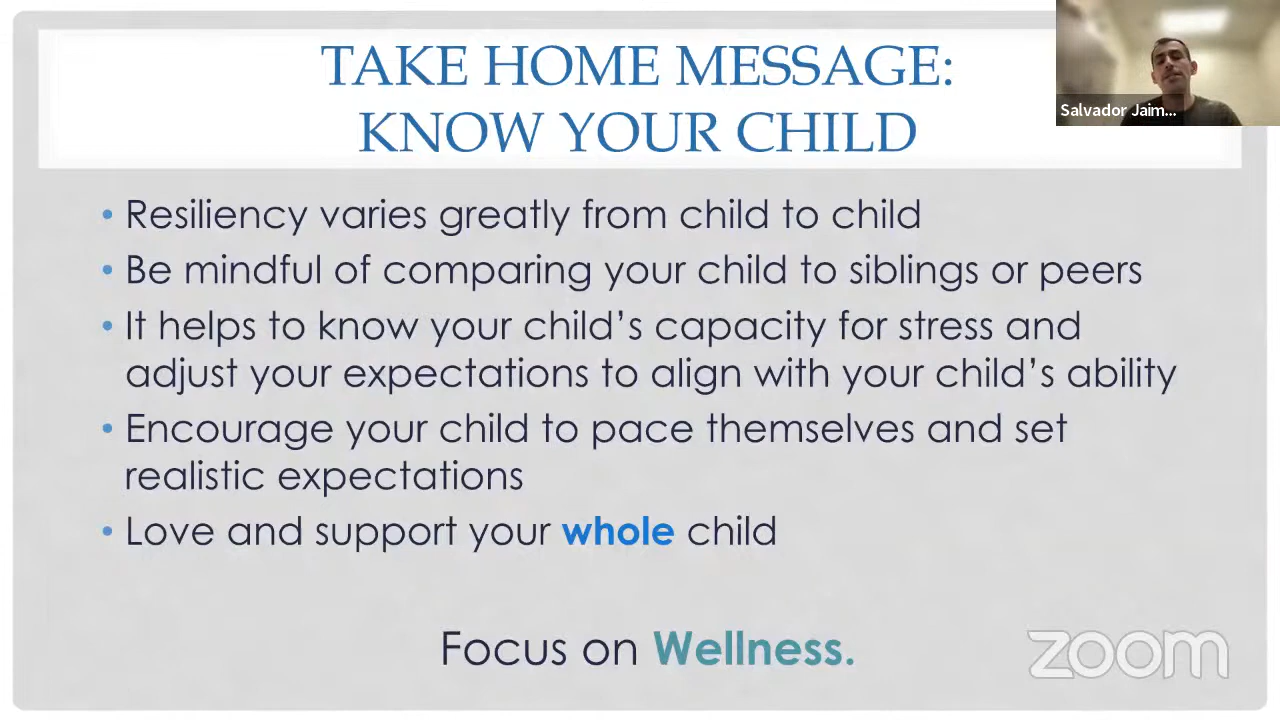 TAKE HOME MESSAGE:
KNOW YOUR CHILD
Salvador Jaim...
• Resiliency varies greatly from child to child
• Be mindful of comparing your child to siblings or peers
• It helps to know your child’s capacity for stress and
adjust your expectations to align with your child’s ability
• Encourage your child to pace themselves and set
realistic expectations
• Love and support your whole child
Focus on Wellness.
zoom